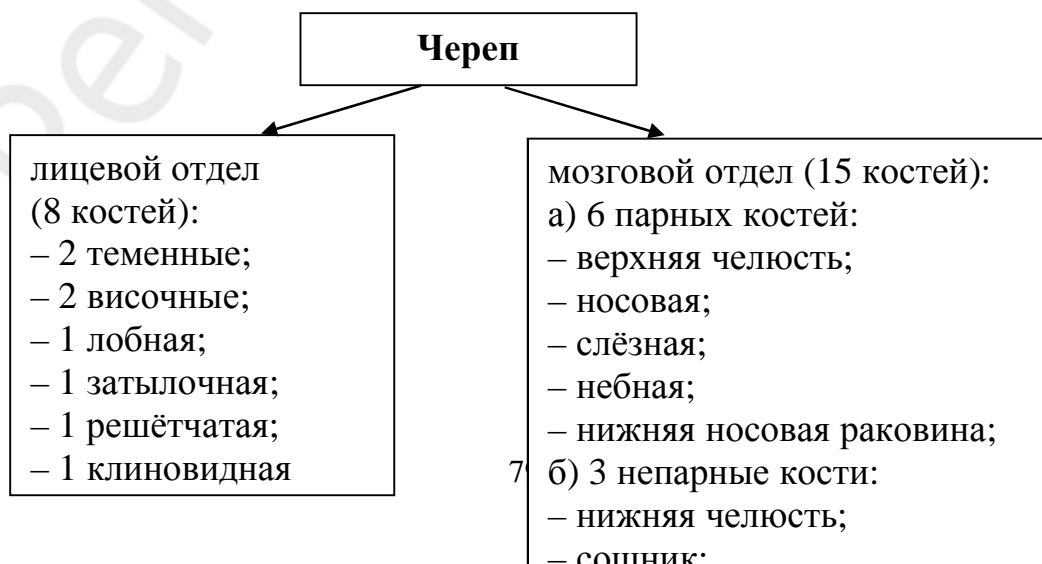 Череп
лицевой отдел
(8 костей):
– 2 теменные;
– 2 височные;
– 1 лобная;
– 1 затылочная;
– 1 решётчатая;
– 1 клиновидная
мозговой отдел (15 костей):
а) 6 парных костей:
– верхняя челюсть;
– носовая;
– слёзная;
– небная;
– нижняя носовая раковина;
б) 3 непарные кости:
– нижняя челюсть;
– сошник;